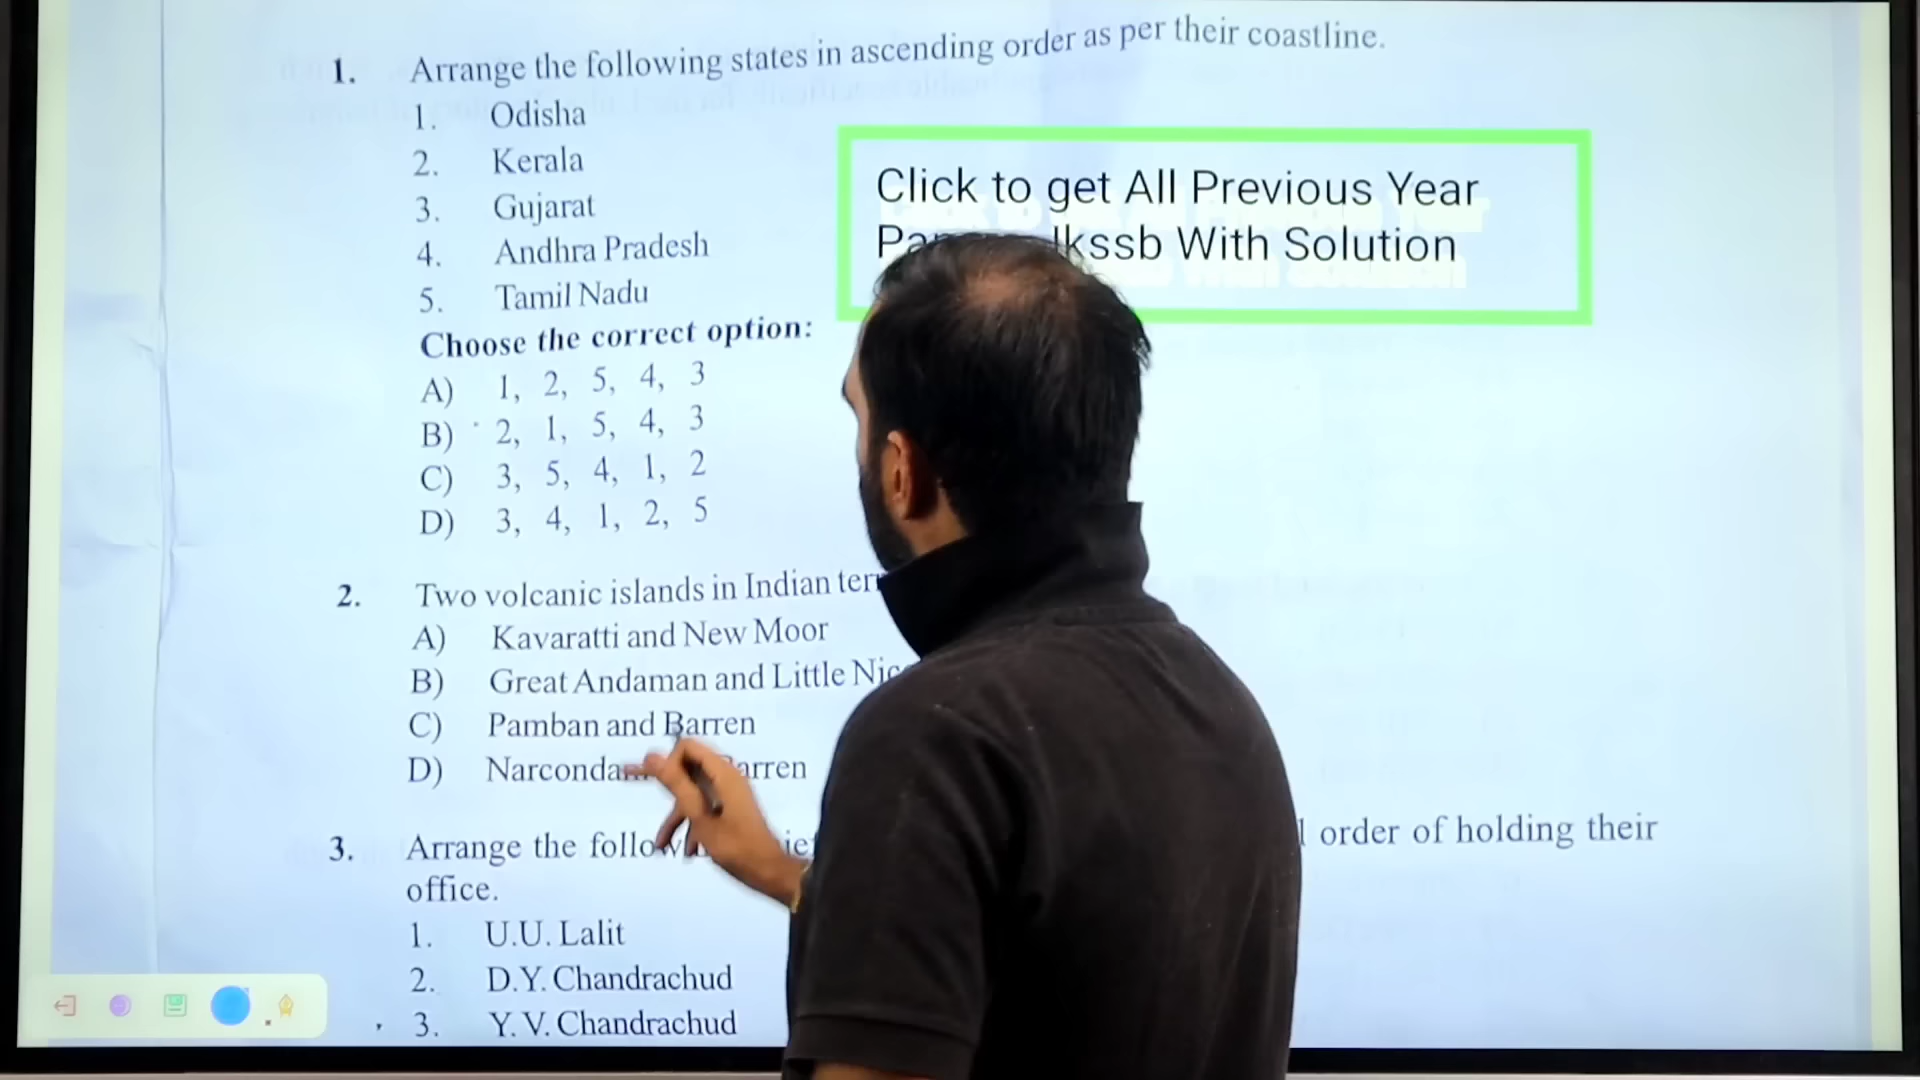 1. Arrange the following states in ascending order as per their coastline.
1. Odisha
2. Kerala
3. Gujarat
4. Andhra Pradesh
5. Tamil Nadu
Choose the correct option:
A) 1, 2, 5, 4, 3
B) 2, 1, 5, 4, 3
C) 3, 5, 4, 1, 2
D) 3, 4, 1, 2, 5
Click to get All Previous Year
Jkssb With Solution
2. Two volcanic islands in Indian
A) Kavaratti and New Moor
B) Great Andaman and Little
C) Pamban and Barren
D)
3. Arrange the order of holding their
office.
1. U.U. Lalit
2. D.Y. Chandrachud
3. Y. V. Chandrachud